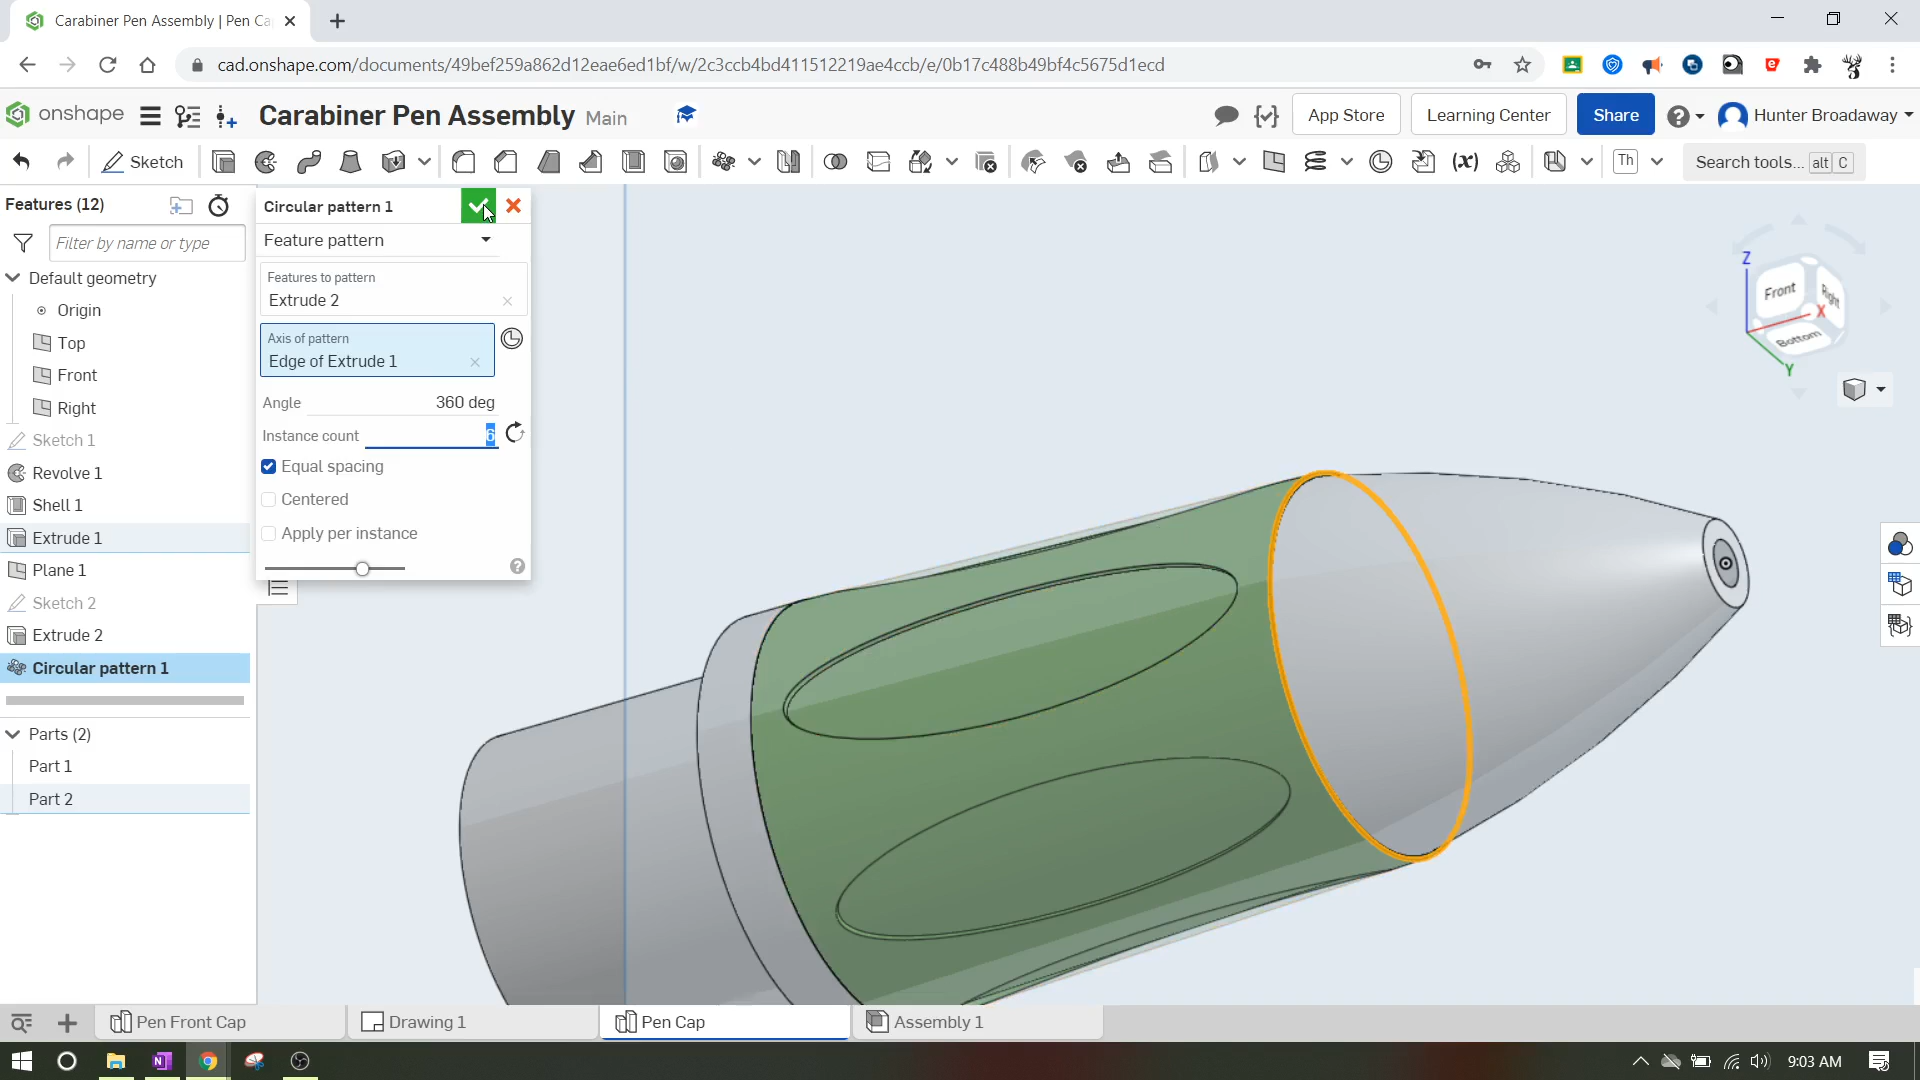 Carabiner Pen Assembly | Pen Ca
cad.onshape.com/documents/49bef259a862d12eae6ed1bf/w/2c3ccb4bd411512219ae4ccb/e/0b17c488b49bf4c5675d1ecd
onshape
Carabiner Pen Assembly Main
App Store
Learning Center
Share
Hunter Broadaway
Sketch
(x)
Th
Search tools... alt C
Features (12)
Filter by name or type
Default geometry
Origin
Top
Front
Right
Sketch 1
Revolve 1
Shell 1
Extrude 1
Plane 1
Sketch 2
Extrude 2
Circular pattern 1
Parts (2)
Part 1
Part 2
Circular pattern 1
Feature pattern
Features to pattern
Extrude 2
Axis of pattern
Edge of Extrude 1
Angle 360 deg
Instance count 6
Equal spacing
Centered
Apply per instance
Z
Front
Right
X
Bottom
Y
Pen Front Cap
Drawing 1
Pen Cap
Assembly 1
9:03 AM